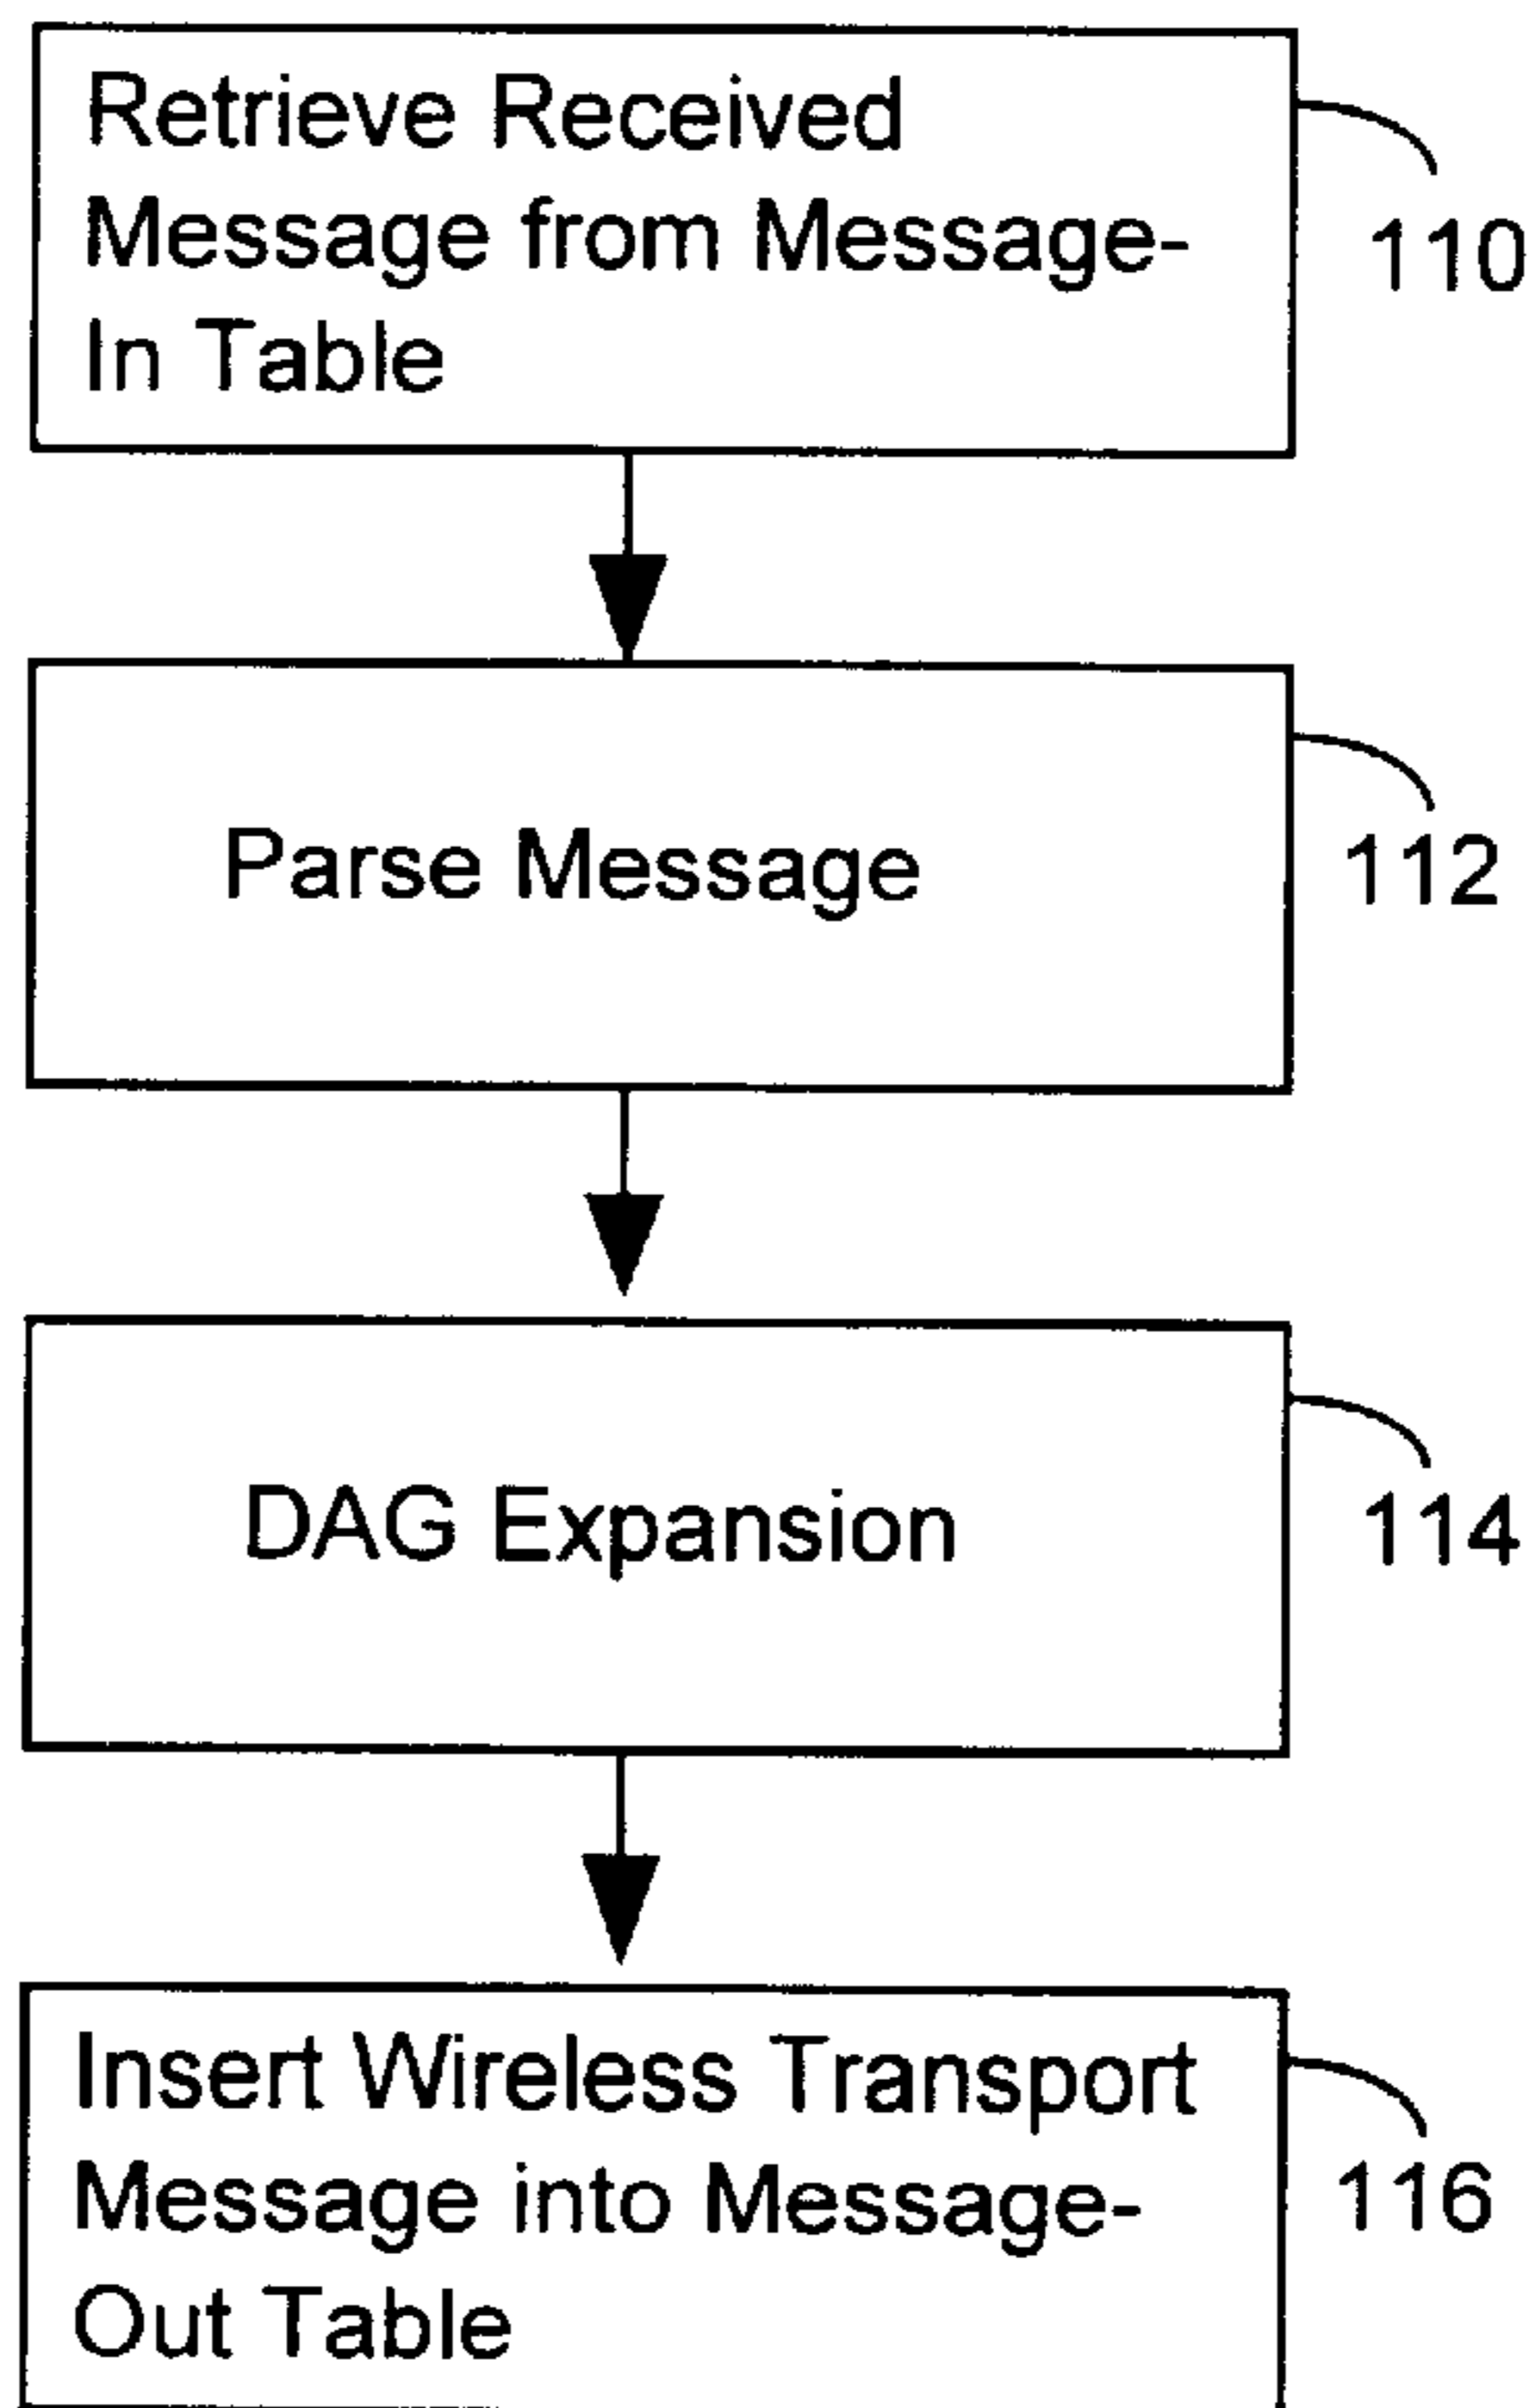 Retrieve Received
Message from Message-
In Table
110
Parse Message
112
DAG Expansion
114
Insert Wireless Transport
Message into Message-
Out Table
116